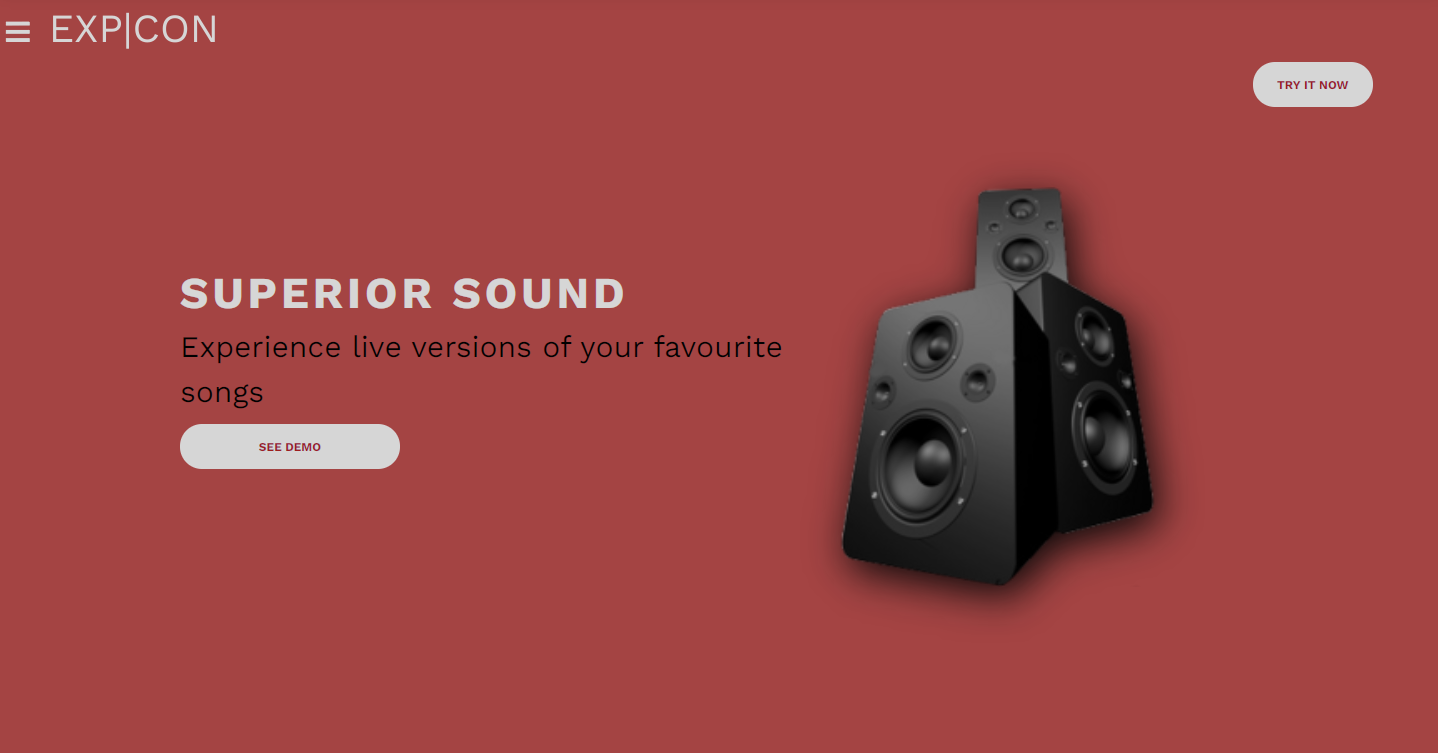 EXP|CON
TRY IT NOW
SUPERIOR SOUND
Experience live versions of your favourite
songs
SEE DEMO